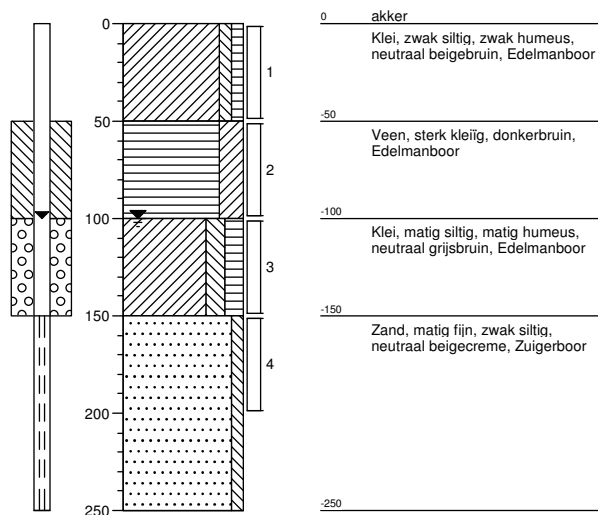 0
50
100
150
200
250
1
2
3
4
0 akker
Klei, zwak siltig, zwak humeus,
neutraal beigebruin, Edelmanboor
-50
Veen, sterk kleiïg, donkerbruin,
Edelmanboor
-100
Klei, matig siltig, matig humeus,
neutraal grijsbruin, Edelmanboor
-150
Zand, matig fijn, zwak siltig,
neutraal beigecreme, Zuigerboor
-250